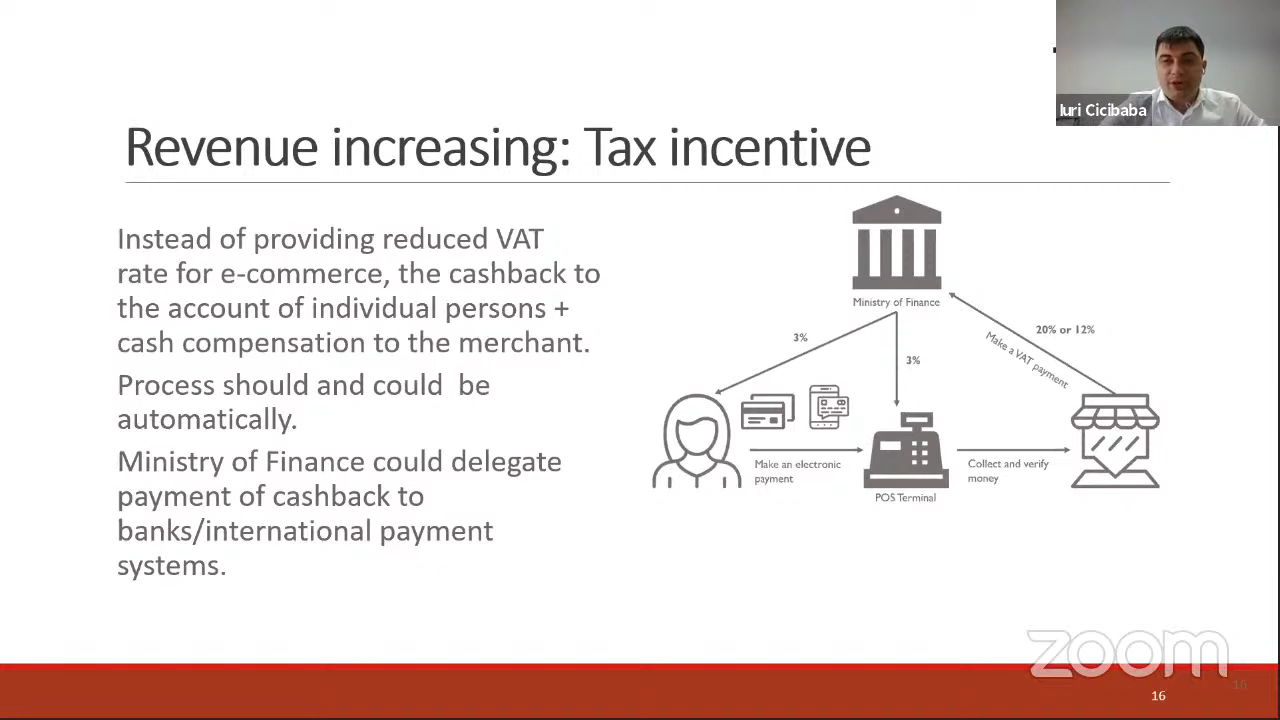 Iuri Cicibaba
Revenue increasing: Tax incentive
Instead of providing reduced VAT
rate for e-commerce, the cashback to
the account of individual persons +
cash compensation to the merchant.
Process should and could  be
automatically.
Ministry of Finance could delegate
payment of cashback to
banks/international payment
systems.
Ministry of Finance
3%
3%
20% or 12%
Make a VAT payment
Make an electronic
payment
POS Terminal
Collect and verify
money
zoom
16
16